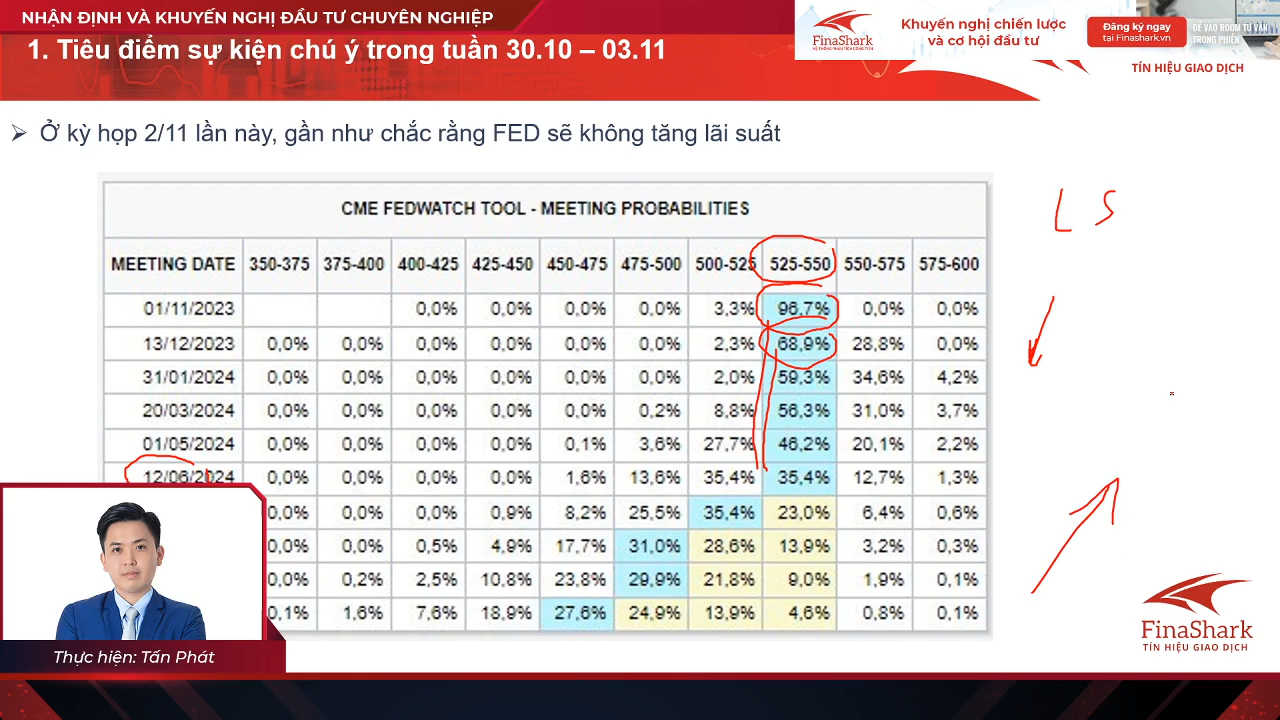 NHẬN ĐỊNH VÀ KHUYẾN NGHỊ ĐẦU TƯ CHUYÊN NGHIỆP
1. Tiêu điểm sự kiện chú ý trong tuần 30.10 – 03.11
FinaShark
Khuyến nghị chiến lược
và cơ hội đầu tư
Đăng ký ngay
tại Finashark.vn
ĐỂ VÀO ROOM TƯ VẤN
TRONG PHIÊN
TÍN HIỆU GIAO DỊCH
Ở kỳ họp 2/11 lần này, gần như chắc rằng FED sẽ không tăng lãi suất
L S
CME FEDWATCH TOOL - MEETING PROBABILITIES
MEETING DATE 350-375 375-400 400-425 425-450 450-475 475-500 500-525 525-550 550-575 575-600
01/11/2023 0,0% 0,0% 0,0% 0,0% 3,3% 96,7% 0,0% 0,0%
13/12/2023 0,0% 0,0% 0,0% 0,0% 0,0% 0,0% 2,3% 68,9% 28,8% 0,0%
31/01/2024 0,0% 0,0% 0,0% 0,0% 0,0% 0,0% 2,0% 59,3% 34,6% 4,2%
20/03/2024 0,0% 0,0% 0,0% 0,0% 0,0% 0,2% 8,8% 56,3% 31,0% 3,7%
01/05/2024 0,0% 0,0% 0,0% 0,0% 0,1% 3,6% 27,7% 46,2% 20,1% 2,2%
12/06/2024 0,0% 0,0% 0,0% 0,0% 1,6% 13,6% 35,4% 35,4% 12,7% 1,3%
0,0% 0,0% 0,0% 0,9% 8,2% 25,5% 35,4% 23,0% 6,4% 0,6%
0,0% 0,0% 0,5% 4,9% 17,7% 31,0% 28,6% 13,9% 3,2% 0,3%
0,0% 0,2% 2,5% 10,8% 23,8% 29,9% 21,8% 9,0% 1,9% 0,1%
0,1% 1,6% 7,6% 18,9% 27,6% 24,9% 13,9% 4,6% 0,8% 0,1%
FinaShark
TÍN HIỆU GIAO DỊCH
Thực hiện: Tấn Phát